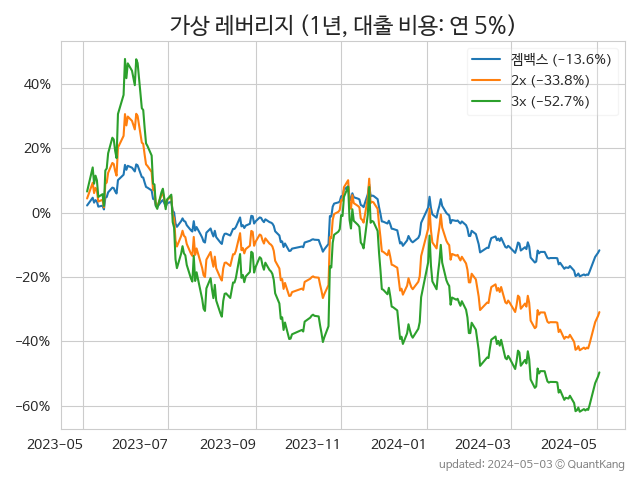 가상 레버리지 (1년, 대출 비용: 연 5%)
젬백스 (−13.6%)
2x (−33.8%)
3x (−52.7%)
40%
20%
0%
−20%
−40%
−60%
2023-05 2023-07 2023-09 2023-11 2024-01 2024-03 2024-05
updated: 2024-05-03 © QuantKang